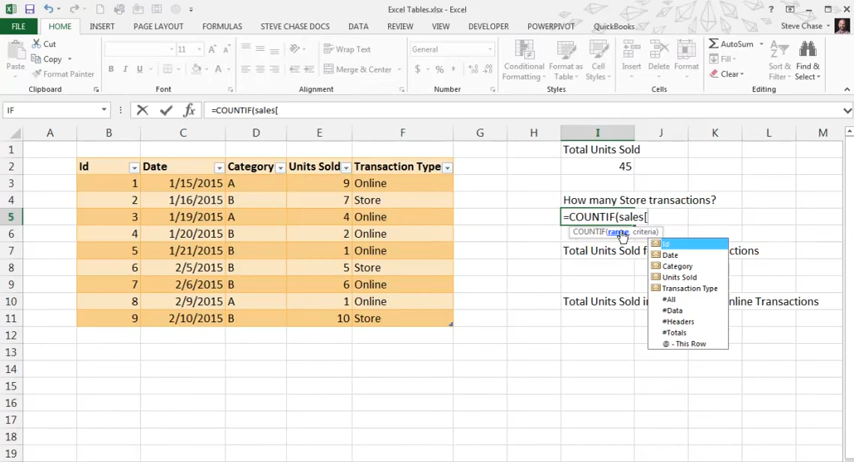 Excel Tables.xlsx - Excel
FILE HOME INSERT PAGE LAYOUT FORMULAS DATA REVIEW VIEW DEVELOPER POWERPIVOT QuickBooks Steve Chase
Cut
Copy
Format Painter
Paste
Clipboard
11
B I U
Font
Wrap Text
Merge & Center
Alignment
General
$ % ,
Number
Conditional Formatting
Format as Table
Cell Styles
Styles
Insert Delete Format
Cells
AutoSum
Fill
Clear
Sort & Filter
Find & Select
Editing
IF =COUNTIF(sales[
A B C D E F G H I J K L M
1 Total Units Sold
2 Id Date Category Units Sold Transaction Type 45
3 1 1/15/2015 A 9 Online
4 2 1/16/2015 B 7 Store How many Store transactions?
5 3 1/19/2015 A 4 Online =COUNTIF(sales[
COUNTIF(range, criteria)
6 4 1/20/2015 B 2 Online
7 5 1/21/2015 B 1 Online Total Units Sold f
8 6 2/5/2015 B 5 Store
9 7 2/6/2015 B 6 Online
10 8 2/9/2015 A 1 Online Total Units Sold in
11 9 2/10/2015 B 10 Store
12
13
14
15
16
17
18
19
Id
Date
Category
Units Sold
Transaction Type
#All
#Data
#Headers
#Totals
@ - This Row
actions?
Online Transactions